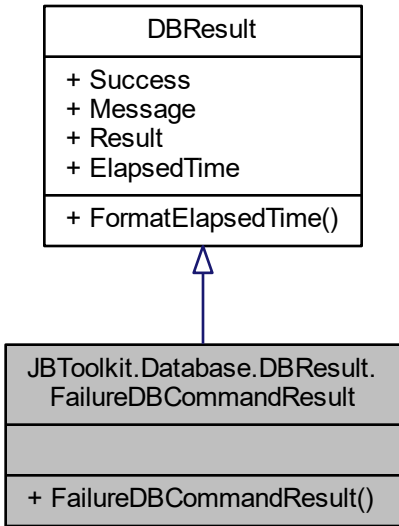 DBResult
+ Success
+ Message
+ Result
+ ElapsedTime
+ FormatElapsedTime()
JBToolkit.Database.DBResult.
FailureDBCommandResult
+ FailureDBCommandResult()